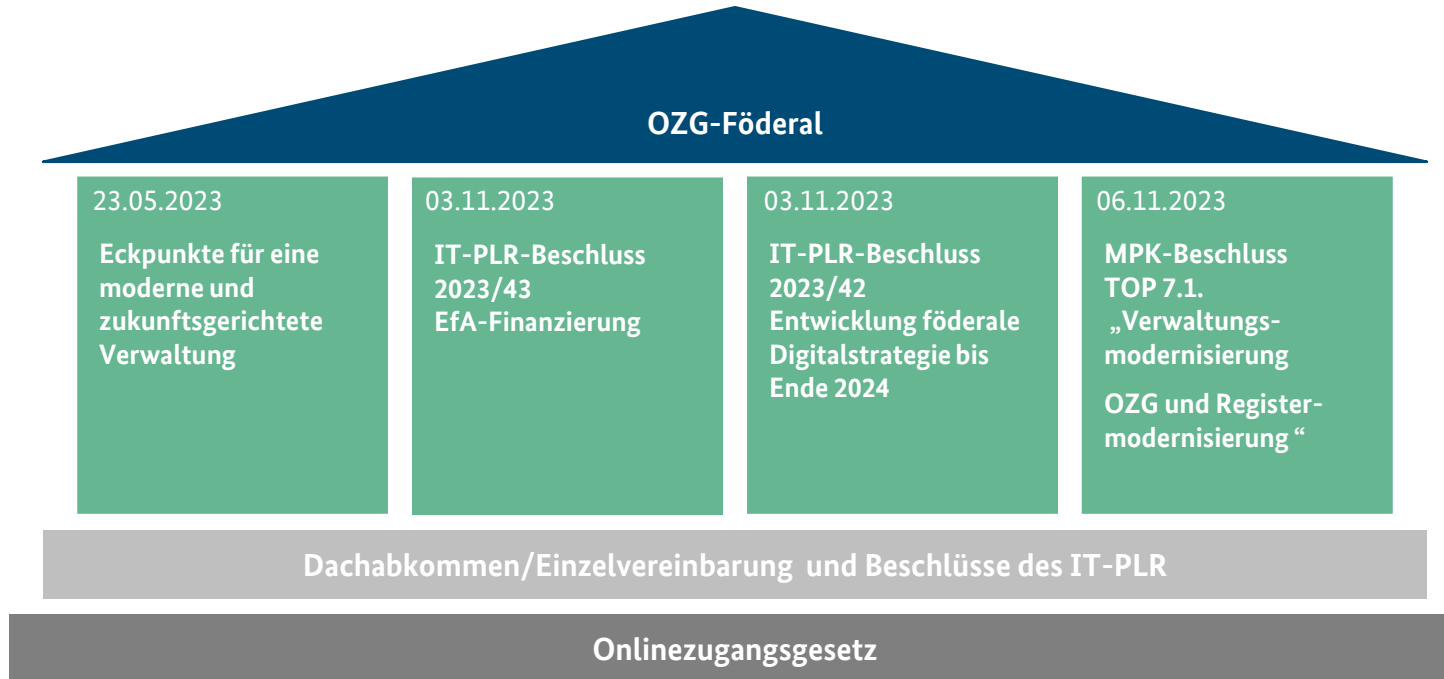 OZG-Föderal
23.05.2023
Eckpunkte für eine
moderne und
zukunftsgerichtete
Verwaltung
03.11.2023
IT-PLR-Beschluss
2023/43
EfA-Finanzierung
03.11.2023
IT-PLR-Beschluss
2023/42
Entwicklung föderale
Digitalstrategie bis
Ende 2024
06.11.2023
MPK-Beschluss
TOP 7.1.
„Verwaltungs-
modernisierung
OZG und Register-
modernisierung “
Dachabkommen/Einzelvereinbarung und Beschlüsse des IT-PLR
Onlinezugangsgesetz